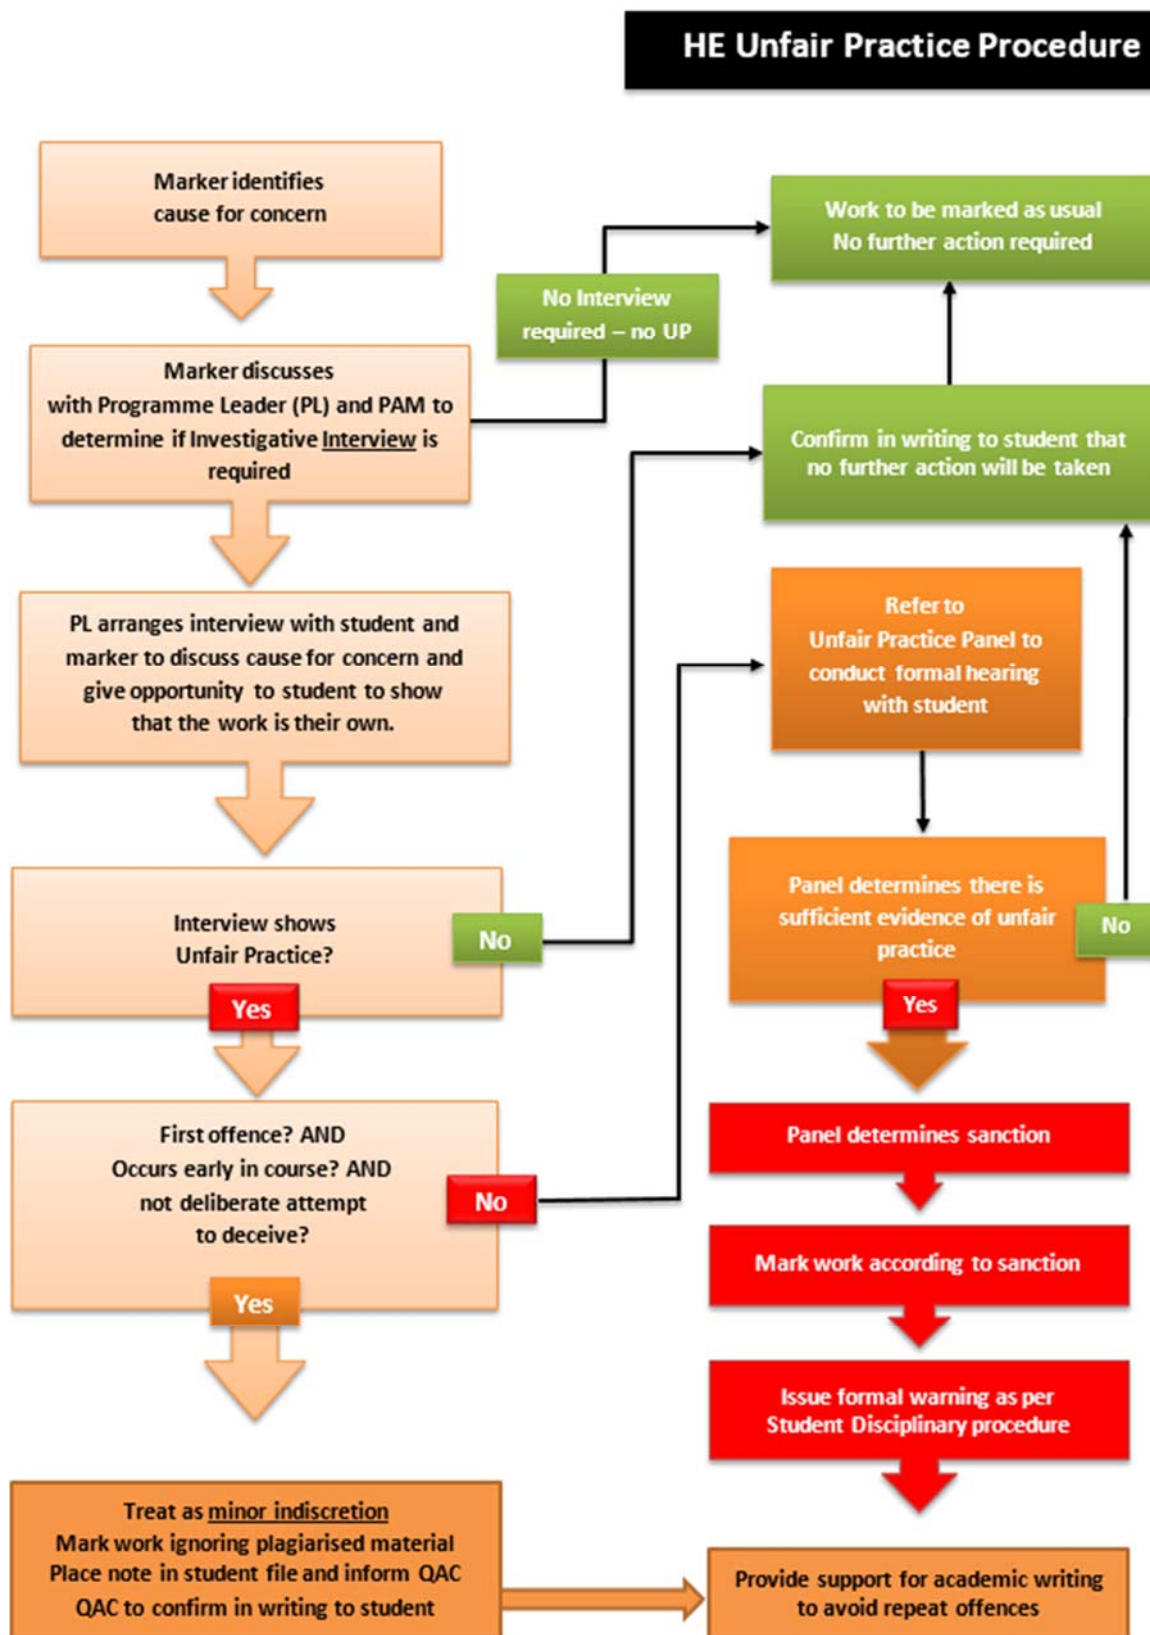 HE Unfair Practice Procedure
Marker identifies
cause for concern
Marker discusses
with Programme Leader (PL) and PAM to
determine if Investigative Interview is
required
PL arranges interview with student and
marker to discuss cause for concern and
give opportunity to student to show
that the work is their own.
Interview shows
Unfair Practice?
No
Yes
First offence? AND
Occurs early in course? AND
not deliberate attempt
to deceive?
No
Yes
Treat as minor indiscretion
Mark work ignoring plagiarised material
Place note in student file and inform QAC
QAC to confirm in writing to student
No Interview
required – no UP
Work to be marked as usual
No further action required
Confirm in writing to student that
no further action will be taken
Refer to
Unfair Practice Panel to
conduct formal hearing
with student
Panel determines there is
sufficient evidence of unfair
practice
No
Yes
Panel determines sanction
Mark work according to sanction
Issue formal warning as per
Student Disciplinary procedure
Provide support for academic writing
to avoid repeat offences